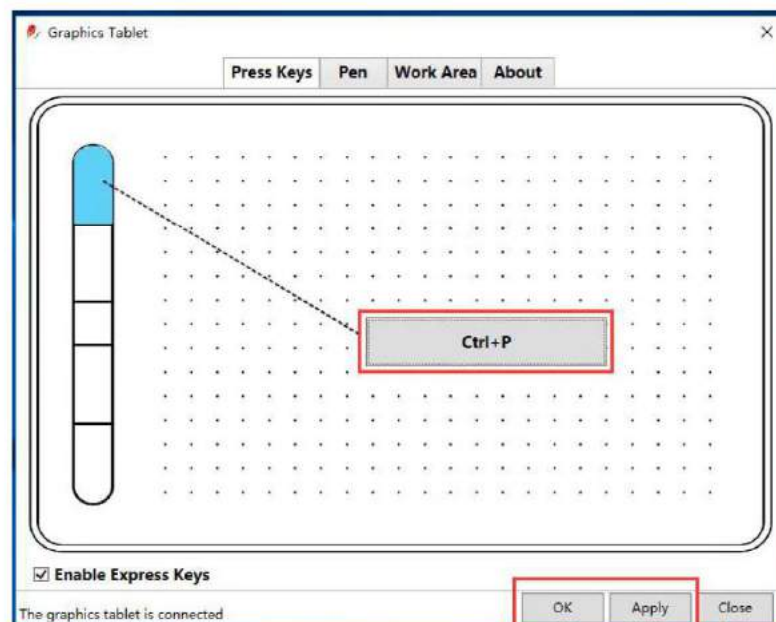 Graphics Tablet
Press Keys Pen Work Area About
Ctrl+P
Enable Express Keys
The graphics tablet is connected OK Apply Close